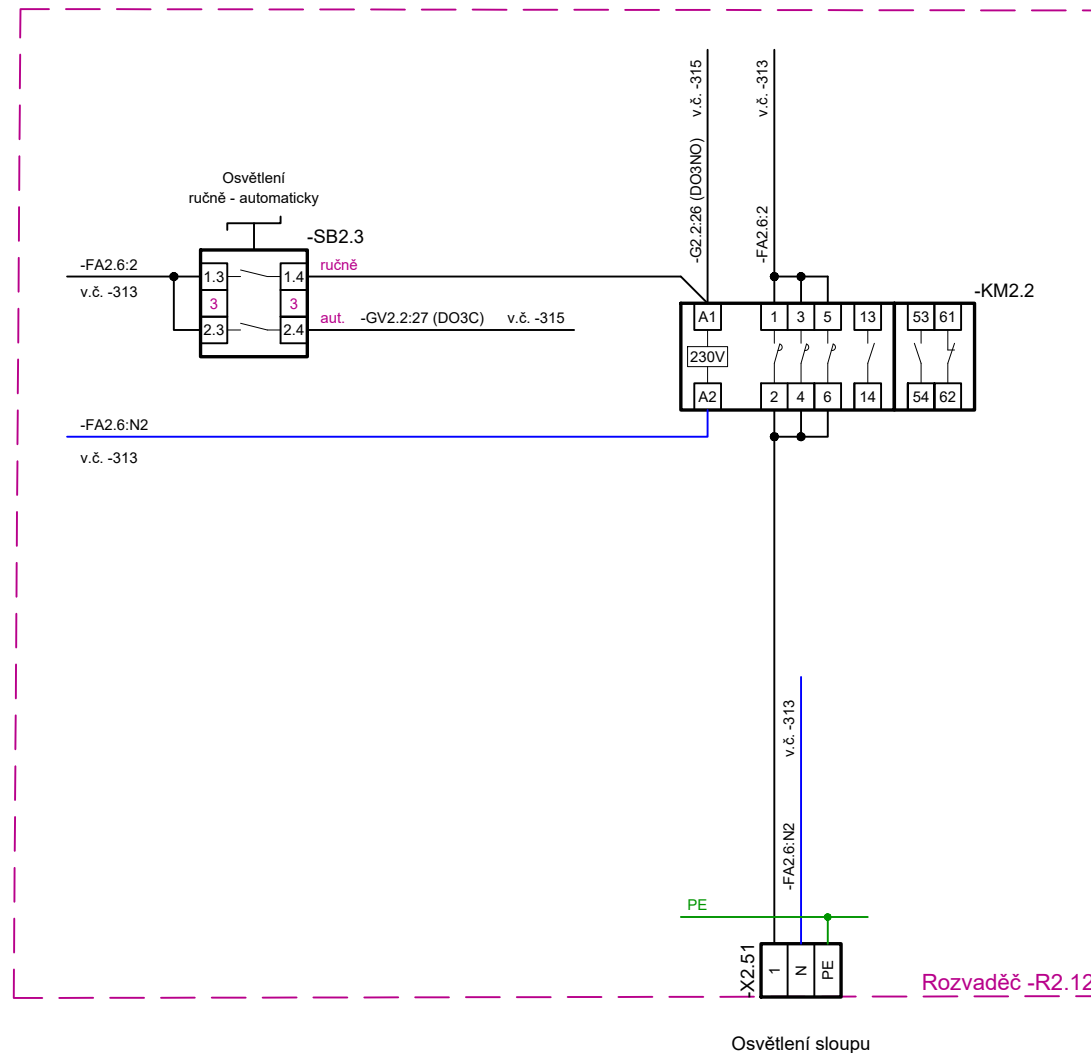 -G2.2:26 (DO3NO) v.č. -315
-FA2.6:2 v.č. -313
Osvětlení
ručně - automaticky
-SB2.3
-FA2.6:2
v.č. -313
1.3 1.4 ručně
3 3
2.3 2.4 aut. -GV2.2:27 (DO3C) v.č. -315
-KM2.2
A1 1 3 5 13 53 61
230V
A2 2 4 6 14 54 62
-FA2.6:N2
v.č. -313
-FA2.6:N2 v.č. -313
PE
-X2.51
1 N PE
Rozvaděč -R2.12
Osvětlení sloupu